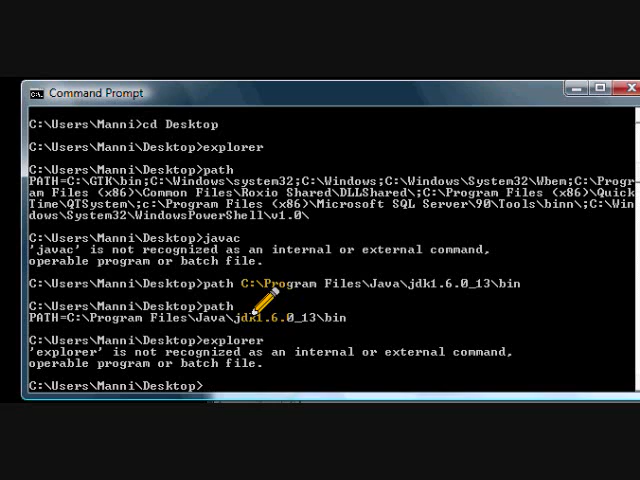 Command Prompt
C:\Users\Manni>cd Desktop
C:\Users\Manni\Desktop>explorer
C:\Users\Manni\Desktop>path
PATH=C:\GTK\bin;C:\Windows\system32;C:\Windows;C:\Windows\System32\Wbem;C:\Progr
am Files (x86)\Common Files\Roxio Shared\DLLShared\;C:\Program Files (x86)\Quick
Time\QTSystem\;c:\Program Files (x86)\Microsoft SQL Server\90\Tools\binn\;C:\Win
dows\System32\WindowsPowerShell\v1.0\
C:\Users\Manni\Desktop>javac
'javac' is not recognized as an internal or external command,
operable program or batch file.
C:\Users\Manni\Desktop>path C:\Program Files\Java\jdk1.6.0_13\bin
C:\Users\Manni\Desktop>path
PATH=C:\Program Files\Java\jdk1.6.0_13\bin
C:\Users\Manni\Desktop>explorer
'explorer' is not recognized as an internal or external command,
operable program or batch file.
C:\Users\Manni\Desktop>